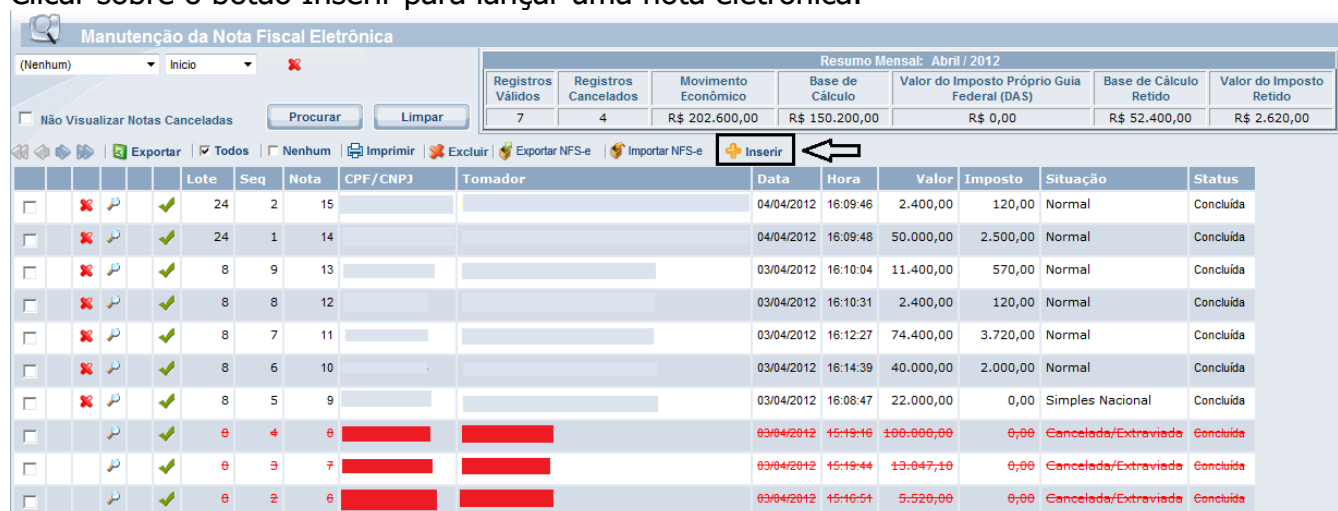 Clicar sobre o botão Inserir para lançar uma nota eletrônica.
Manutenção da Nota Fiscal Eletrônica
(Nenhum) Inicio
Não Visualizar Notas Canceladas Procurar Limpar
Resumo Mensal: Abril / 2012
Registros Válidos Registros Cancelados Movimento Econômico Base de Cálculo Valor do Imposto Próprio Guia Federal (DAS) Base de Cálculo Retido Valor do Imposto Retido
7 4 R$ 202.600,00 R$ 150.200,00 R$ 0,00 R$ 52.400,00 R$ 2.620,00
Exportar Todos Nenhum Imprimir Excluir Exportar NFS-e Importar NFS-e Inserir
Lote Seq Nota CPF/CNPJ Tomador Data Hora Valor Imposto Situação Status
24 2 15 04/04/2012 16:09:46 2.400,00 120,00 Normal Concluída
24 1 14 04/04/2012 16:09:48 50.000,00 2.500,00 Normal Concluída
8 9 13 03/04/2012 16:10:04 11.400,00 570,00 Normal Concluída
8 8 12 03/04/2012 16:10:31 2.400,00 120,00 Normal Concluída
8 7 11 03/04/2012 16:12:27 74.400,00 3.720,00 Normal Concluída
8 6 10 03/04/2012 16:14:39 40.000,00 2.000,00 Normal Concluída
8 5 9 03/04/2012 16:08:47 22.000,00 0,00 Simples Nacional Concluída
8 4 8 03/04/2012 15:19:16 100.000,00 0,00 Cancelada/Extraviada Concluída
8 3 7 03/04/2012 15:19:44 13.047,10 0,00 Cancelada/Extraviada Concluída
8 2 6 03/04/2012 15:16:51 5.520,00 0,00 Cancelada/Extraviada Concluída